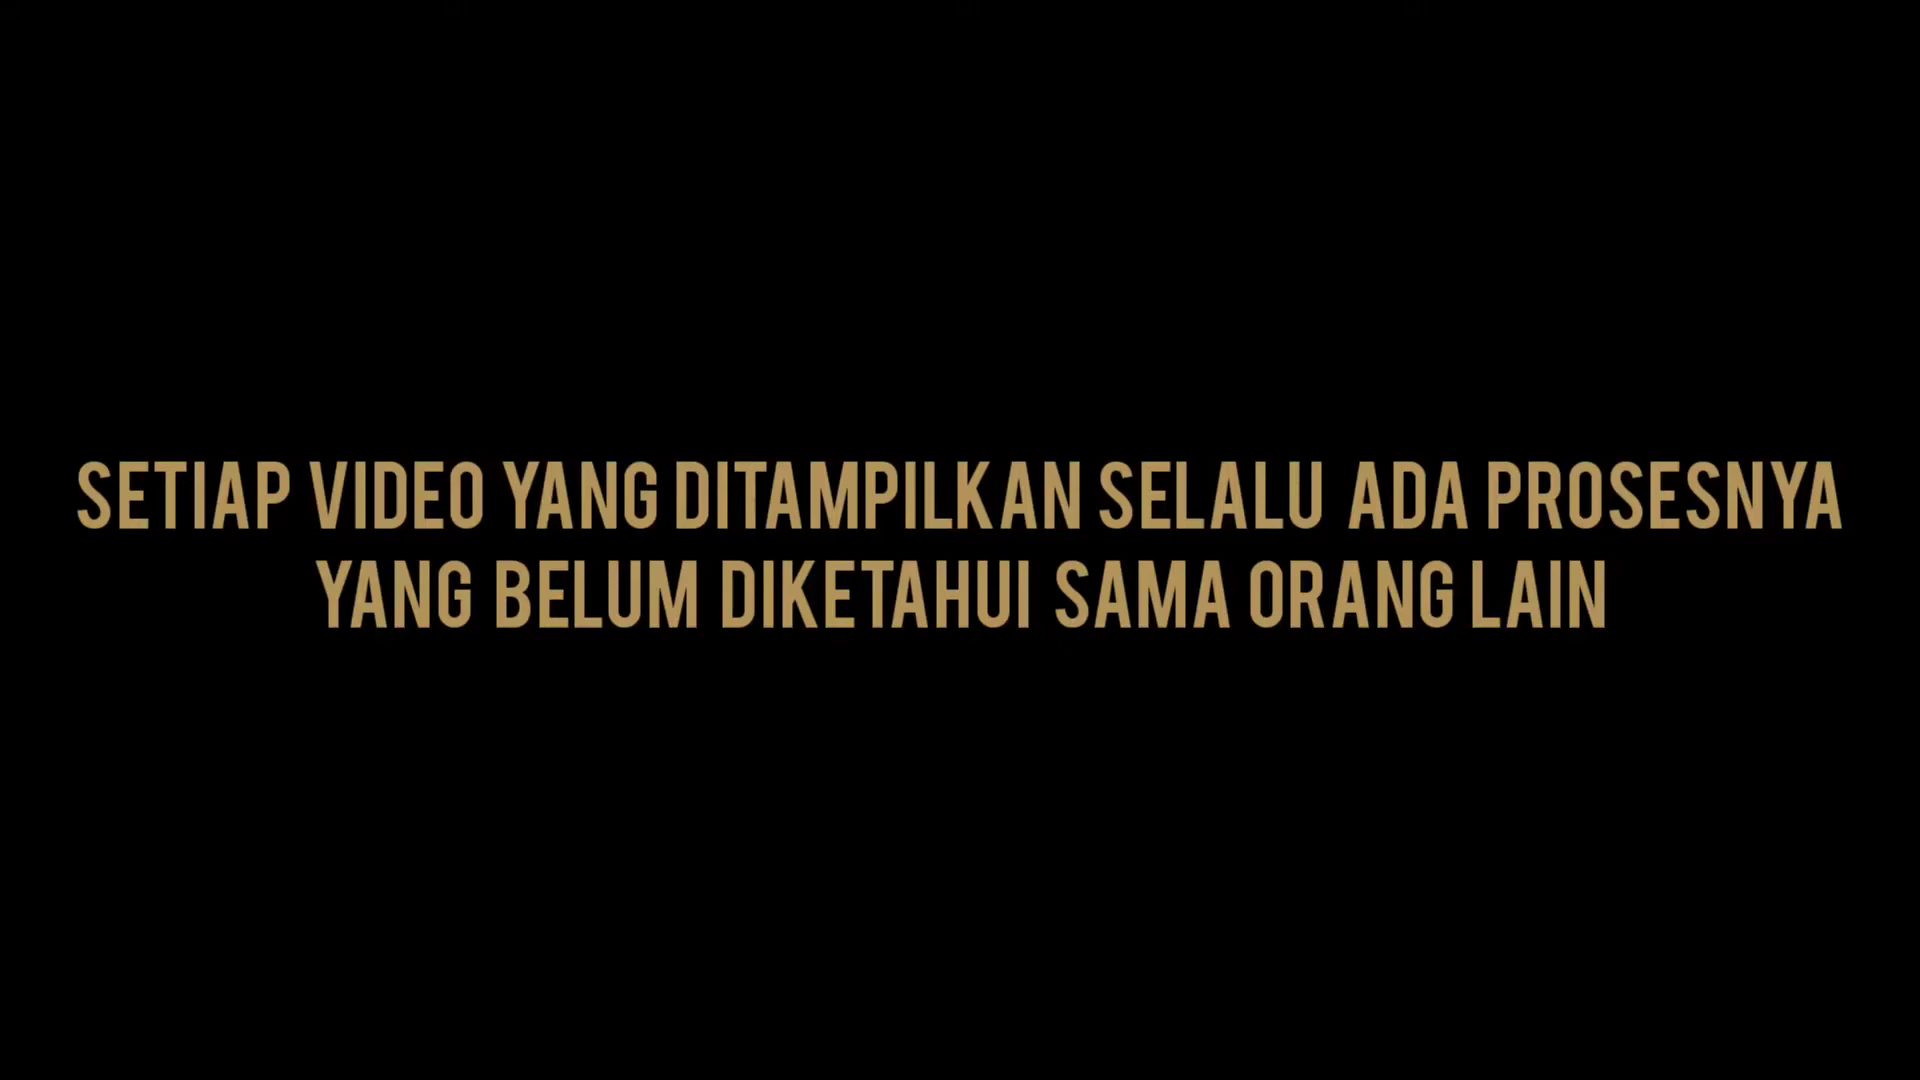 SETIAP VIDEO YANG DITAMPILKAN SELALU ADA PROSESNYA
YANG BELUM DIKETAHUI SAMA ORANG LAIN